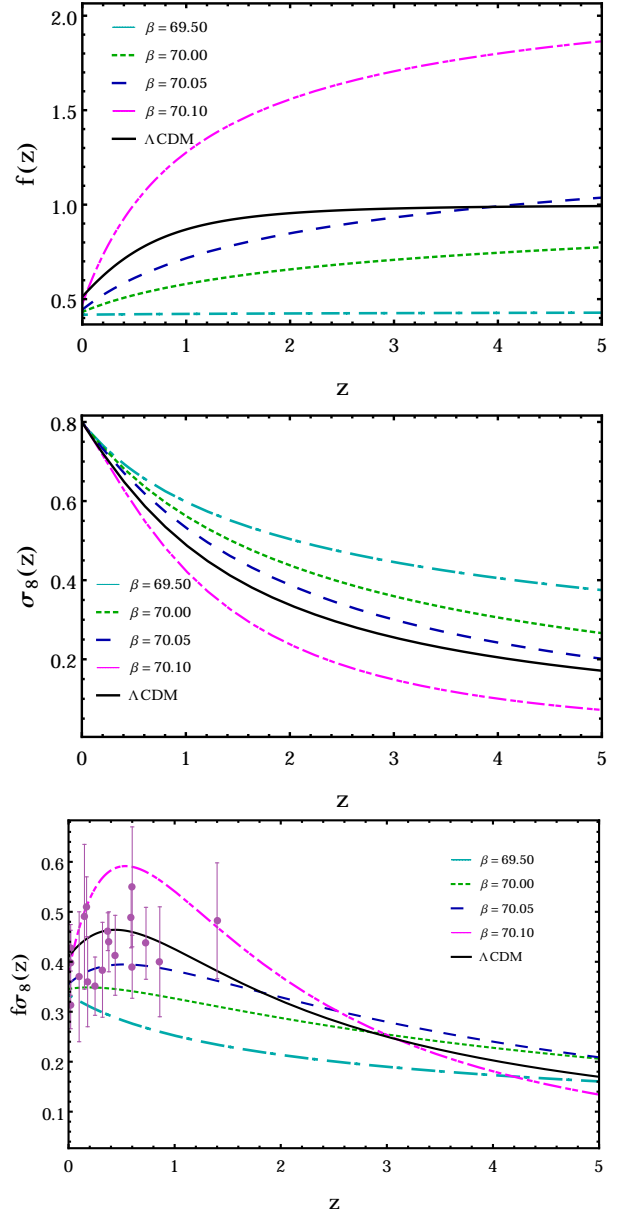 2.0
1.5
1.0
0.5
f(z)
β = 69.50
β = 70.00
β = 70.05
β = 70.10
ΛCDM
0 1 2 3 4 5
z
0.8
0.6
0.4
0.2
σ₈(z)
β = 69.50
β = 70.00
β = 70.05
β = 70.10
ΛCDM
0 1 2 3 4 5
z
0.6
0.5
0.4
0.3
0.2
0.1
fσ₈(z)
β = 69.50
β = 70.00
β = 70.05
β = 70.10
ΛCDM
0 1 2 3 4 5
z